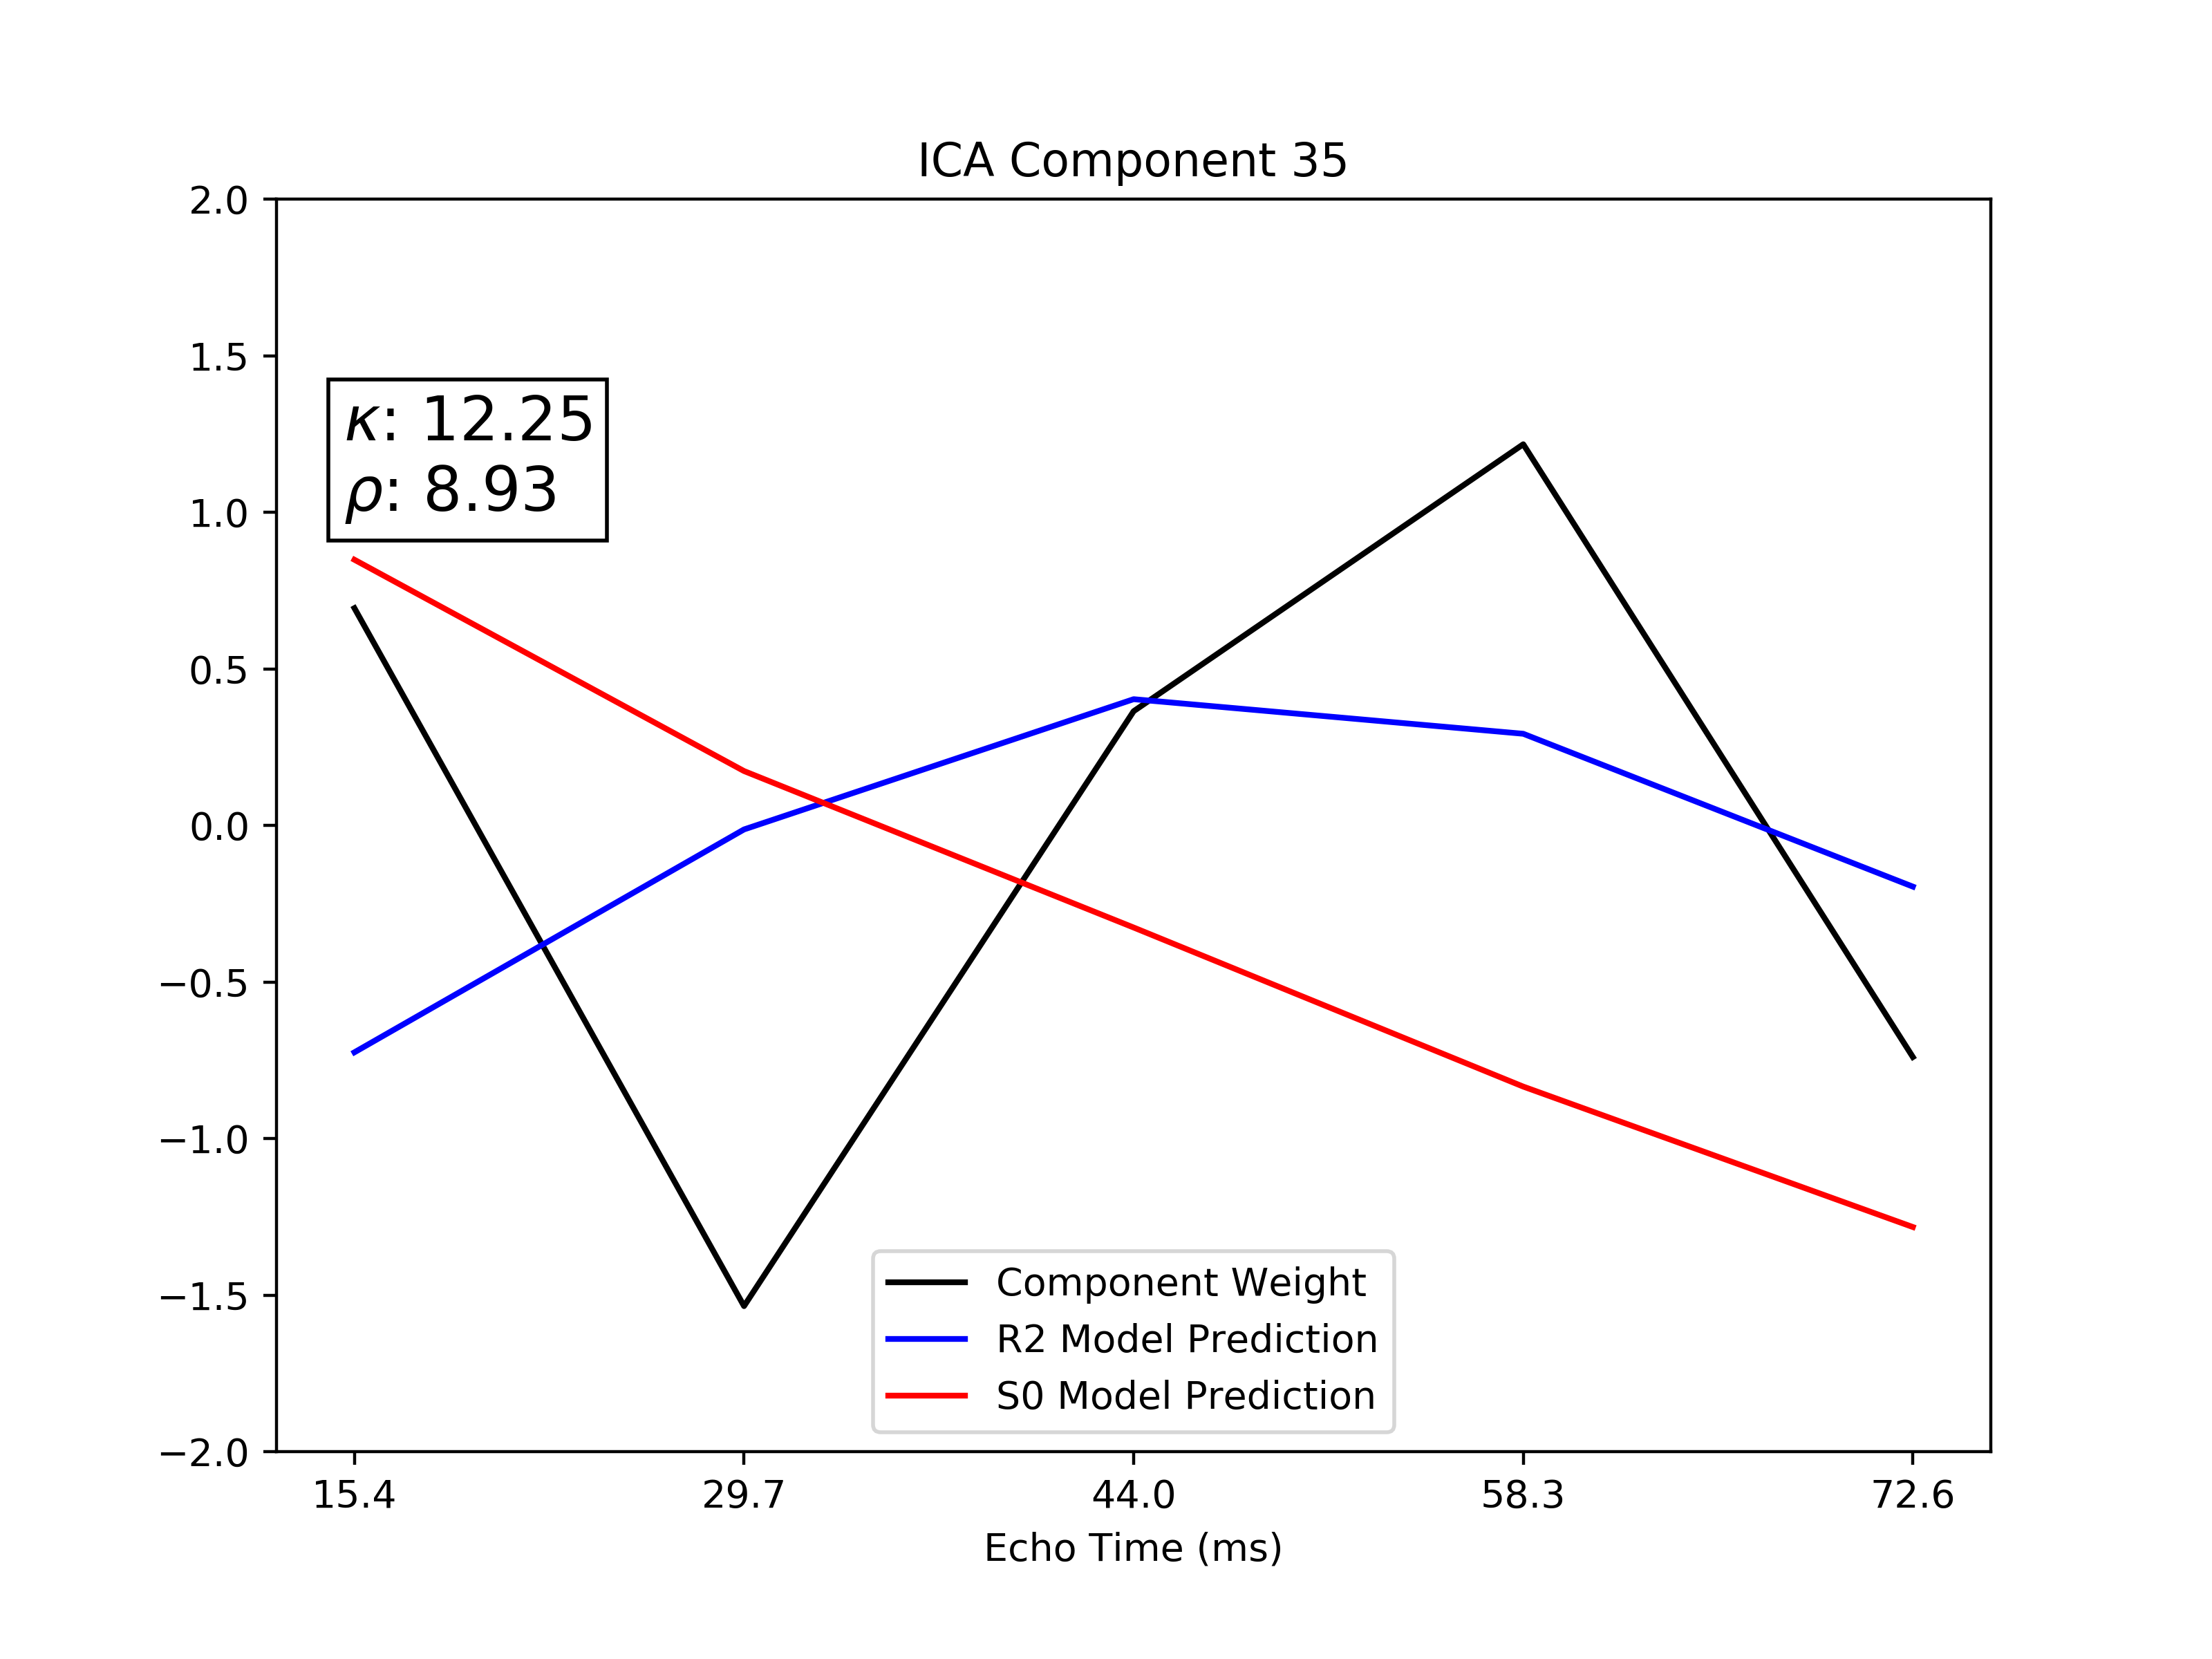 ICA Component 35
2.0
1.5
1.0
0.5
0.0
−0.5
−1.0
−1.5
−2.0
κ: 12.25
ρ: 8.93
Component Weight
R2 Model Prediction
S0 Model Prediction
15.4 29.7 44.0 58.3 72.6
Echo Time (ms)